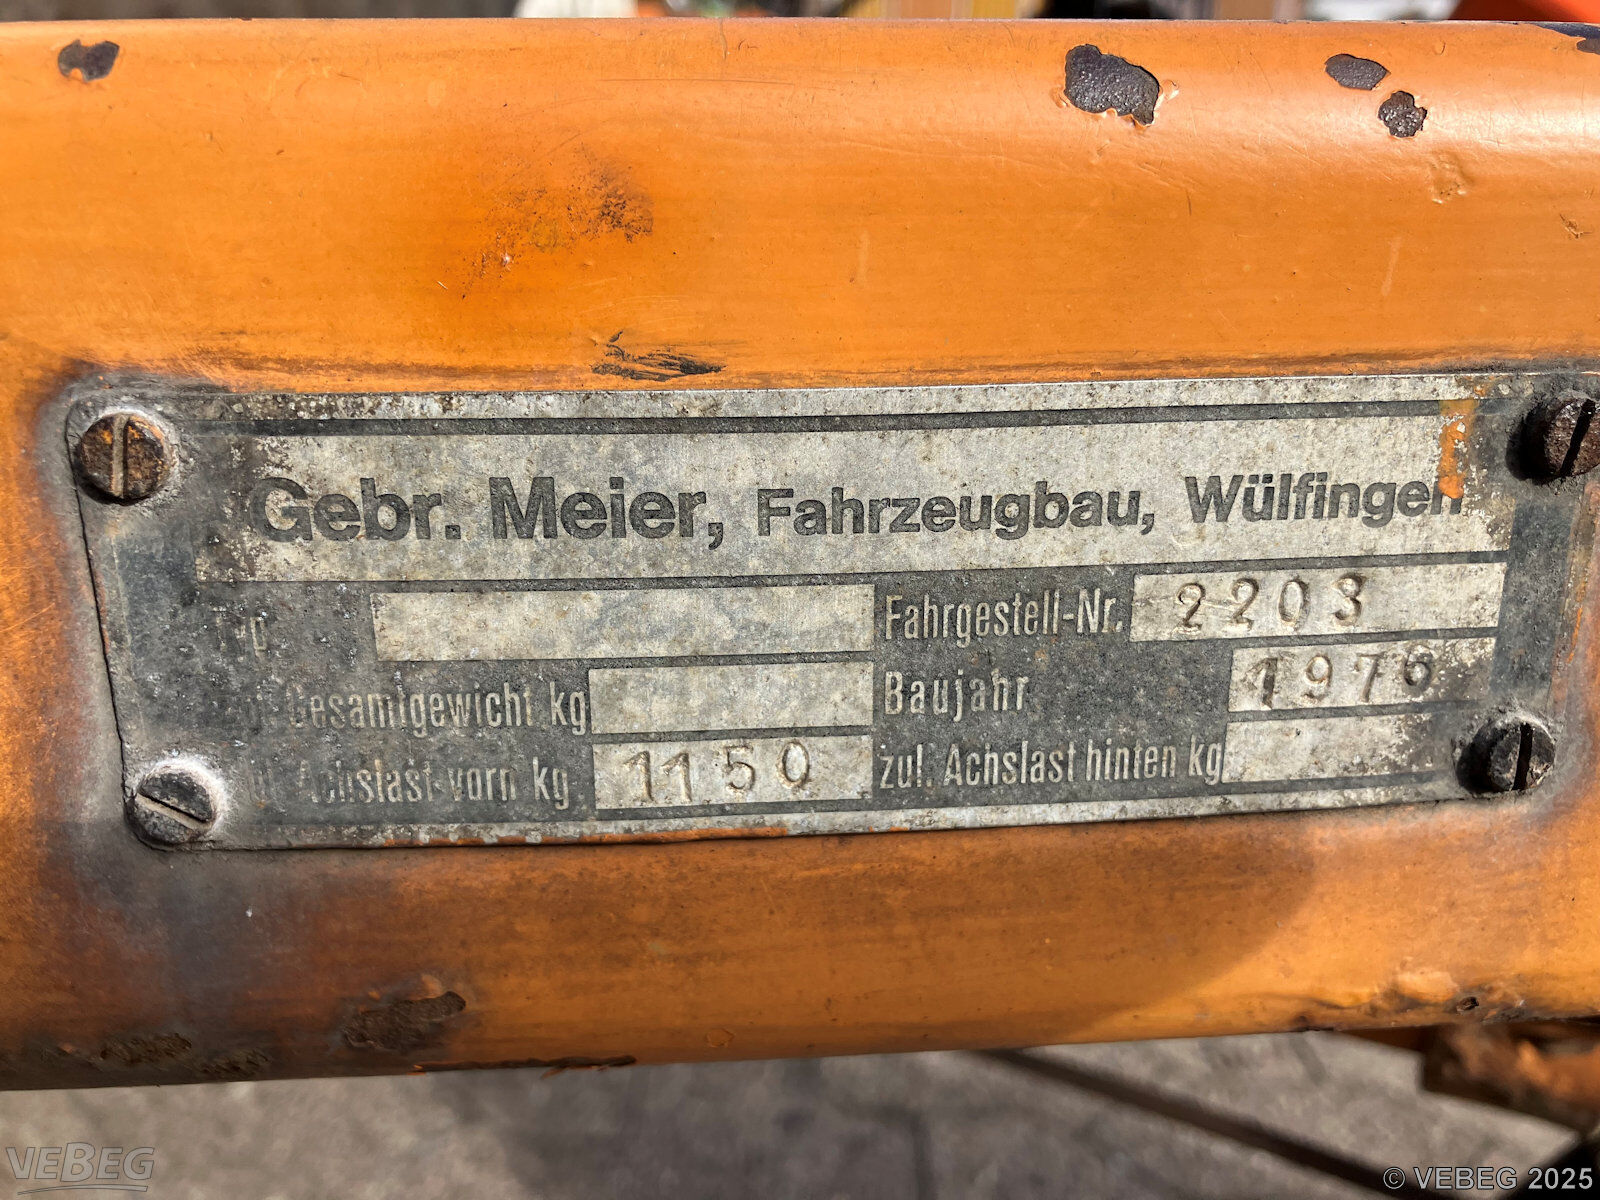 Gebr. Meier, Fahrzeugbau, Wülfingen
Typ
Fahrgestell-Nr. 2203
Gesamtgewicht kg
Baujahr 1976
Achslast vorn kg 1150
zul. Achslast hinten kg
VEBEG
© VEBEG 2025